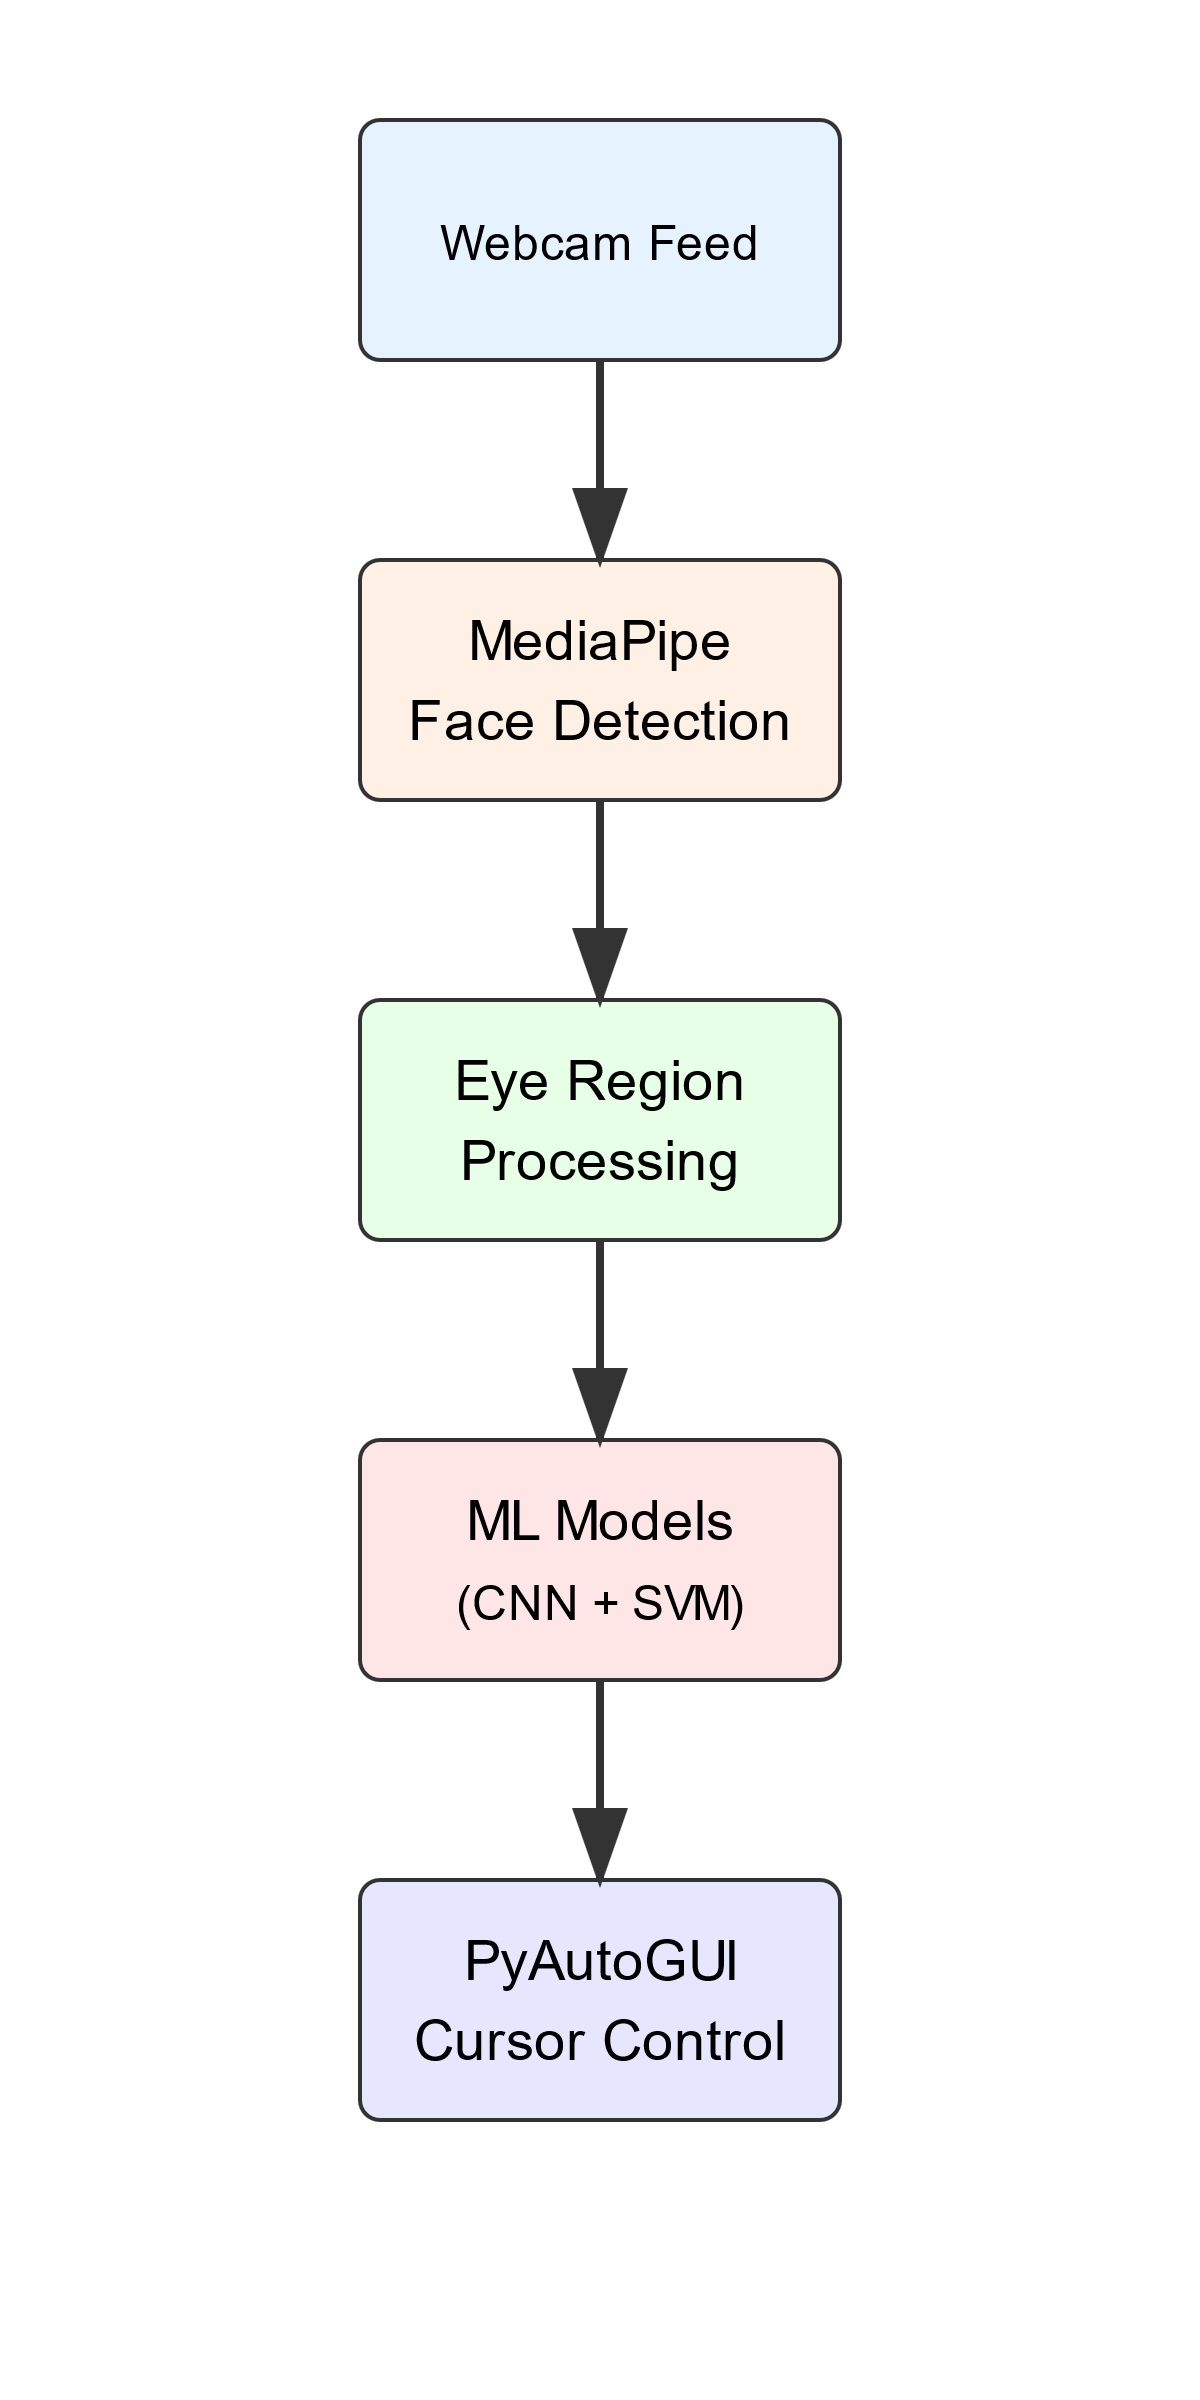 Webcam Feed
MediaPipe
Face Detection
Eye Region
Processing
ML Models
(CNN + SVM)
PyAutoGUI
Cursor Control